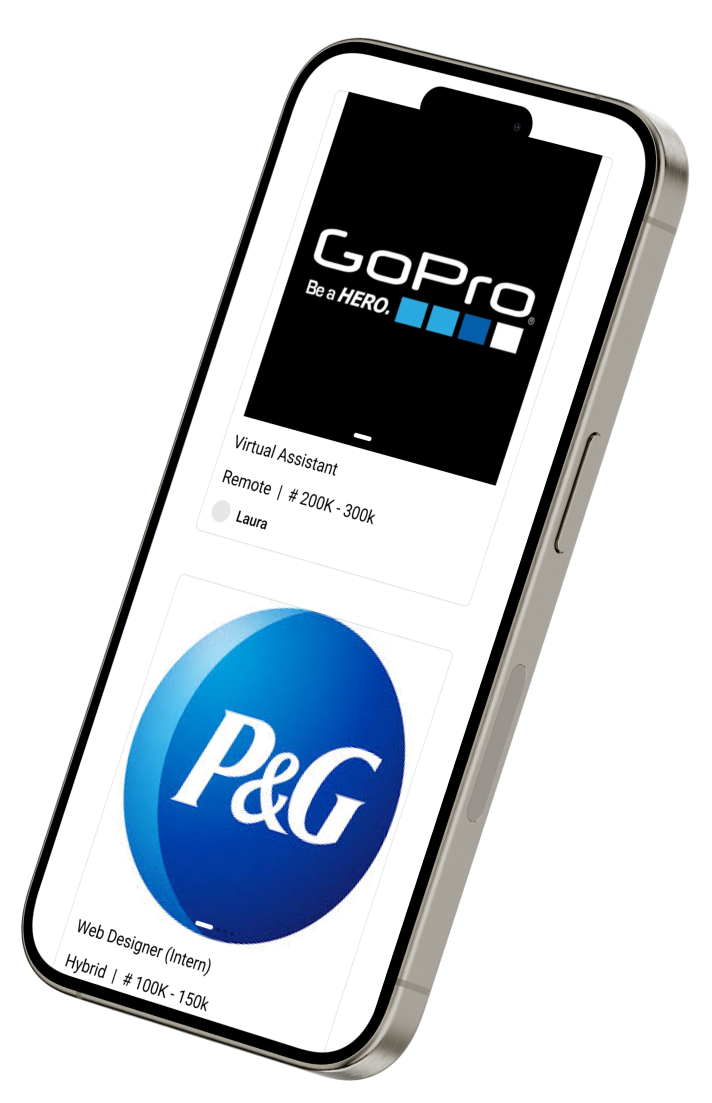 GoPro®
Be a HERO.
Virtual Assistant
Remote | # 200K - 300k
Laura
P&G
Web Designer (Intern)
Hybrid | # 100K - 150k